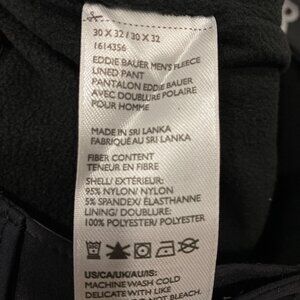 30 X 32 / 30 X 32
1614356
EDDIE BAUER MEN'S FLEECE
LINED PANT
PANTALON EDDIE BAUER
AVEC DOUBLURE POLAIRE
POUR HOMME
MADE IN SRI LANKA
FABRIQUÉ AU SRI LANKA
FIBER CONTENT
TENEUR EN FIBRE
SHELL/ EXTÉRIEUR:
95% NYLON/ NYLON
5% SPANDEX/ ÉLASTHANNE
LINING/ DOUBLURE:
100% POLYESTER/ POLYESTER
US/CA/UK/AU/IS:
MACHINE WASH COLD
DELICATE WITH LIKE
NOT BLEACH.